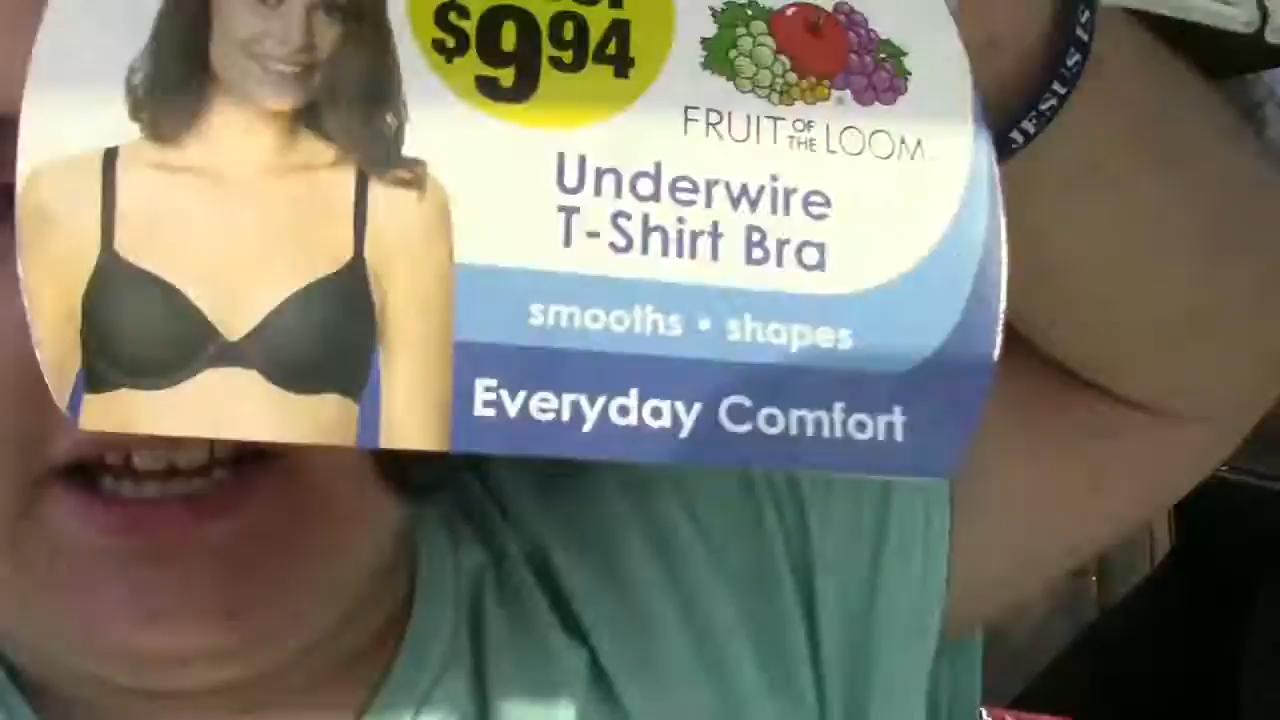 $9.94
FRUIT OF THE LOOM
Underwire
T-Shirt Bra
smooths • shapes
Everyday Comfort
JESUS IS